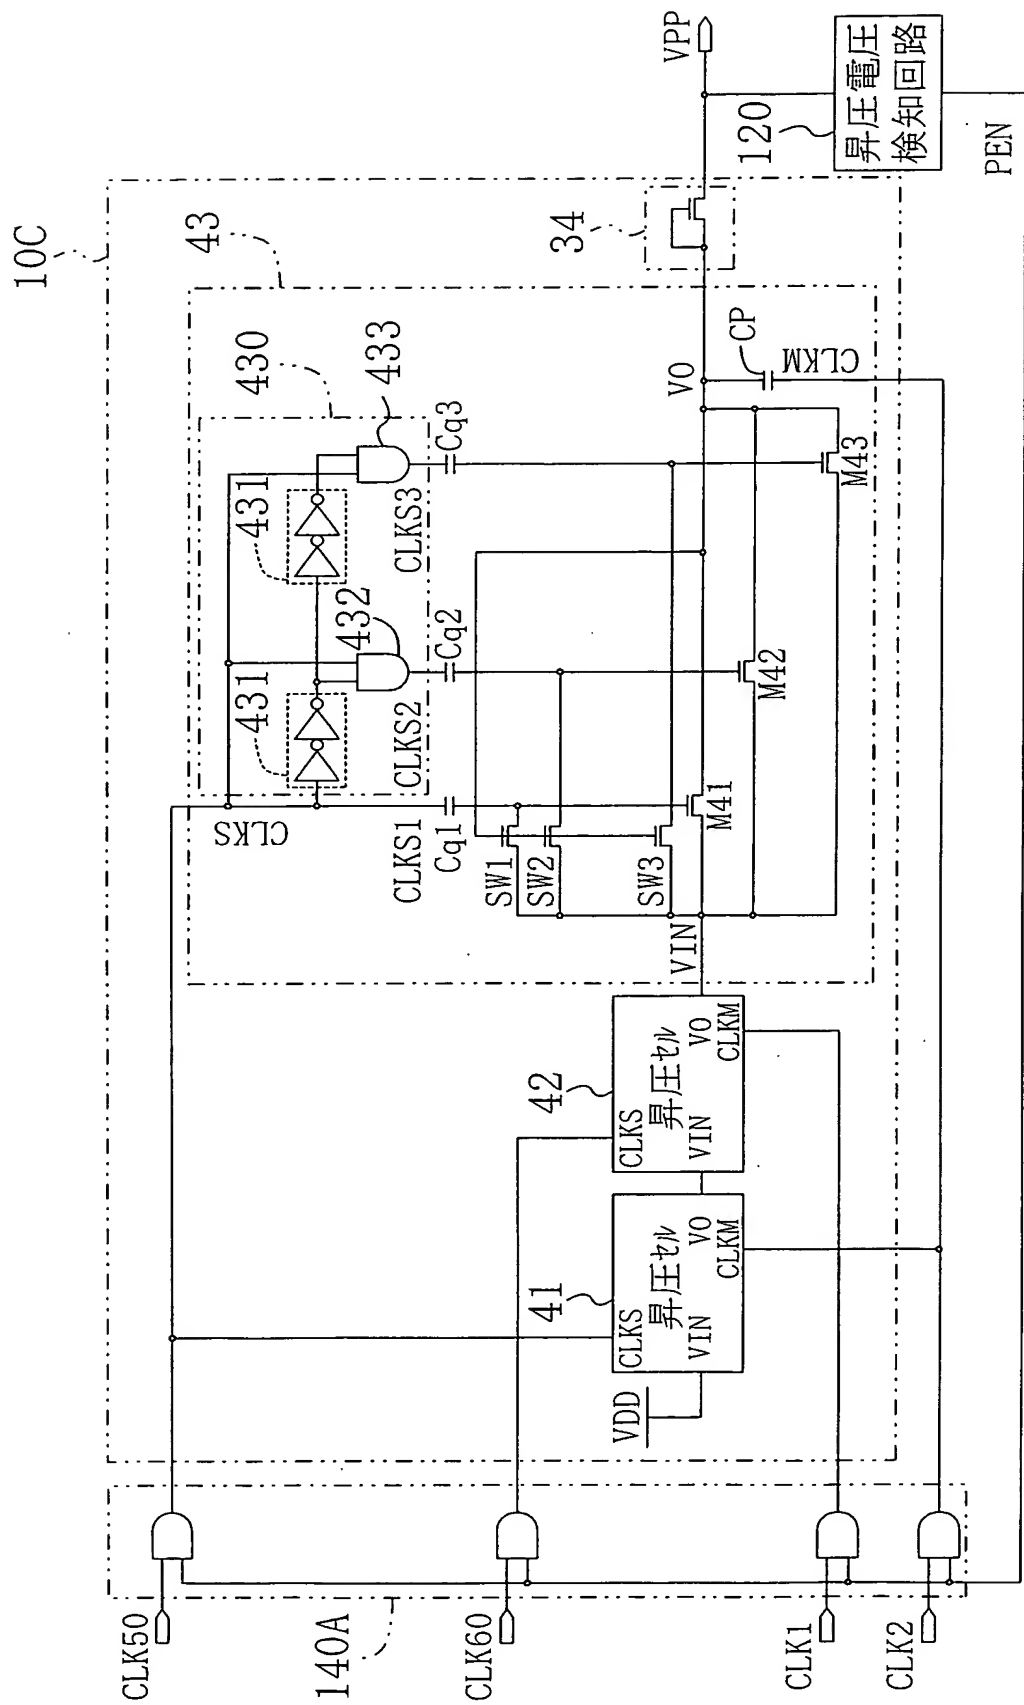 10C
43
430
431
431
433
432
CLKS
CLKS1
Cq1
CLKS2
Cq2
CLKS3
Cq3
SW1
SW2
SW3
M41
M42
M43
VIN
VO
CP
CLKM
34
VPP
120
昇圧電圧
検知回路
PEN
41
CLKS
昇圧セル
VIN
VO
CLKM
42
CLKS
昇圧セル
VIN
VO
CLKM
VDD
CLK50
CLK60
CLK1
CLK2
140A